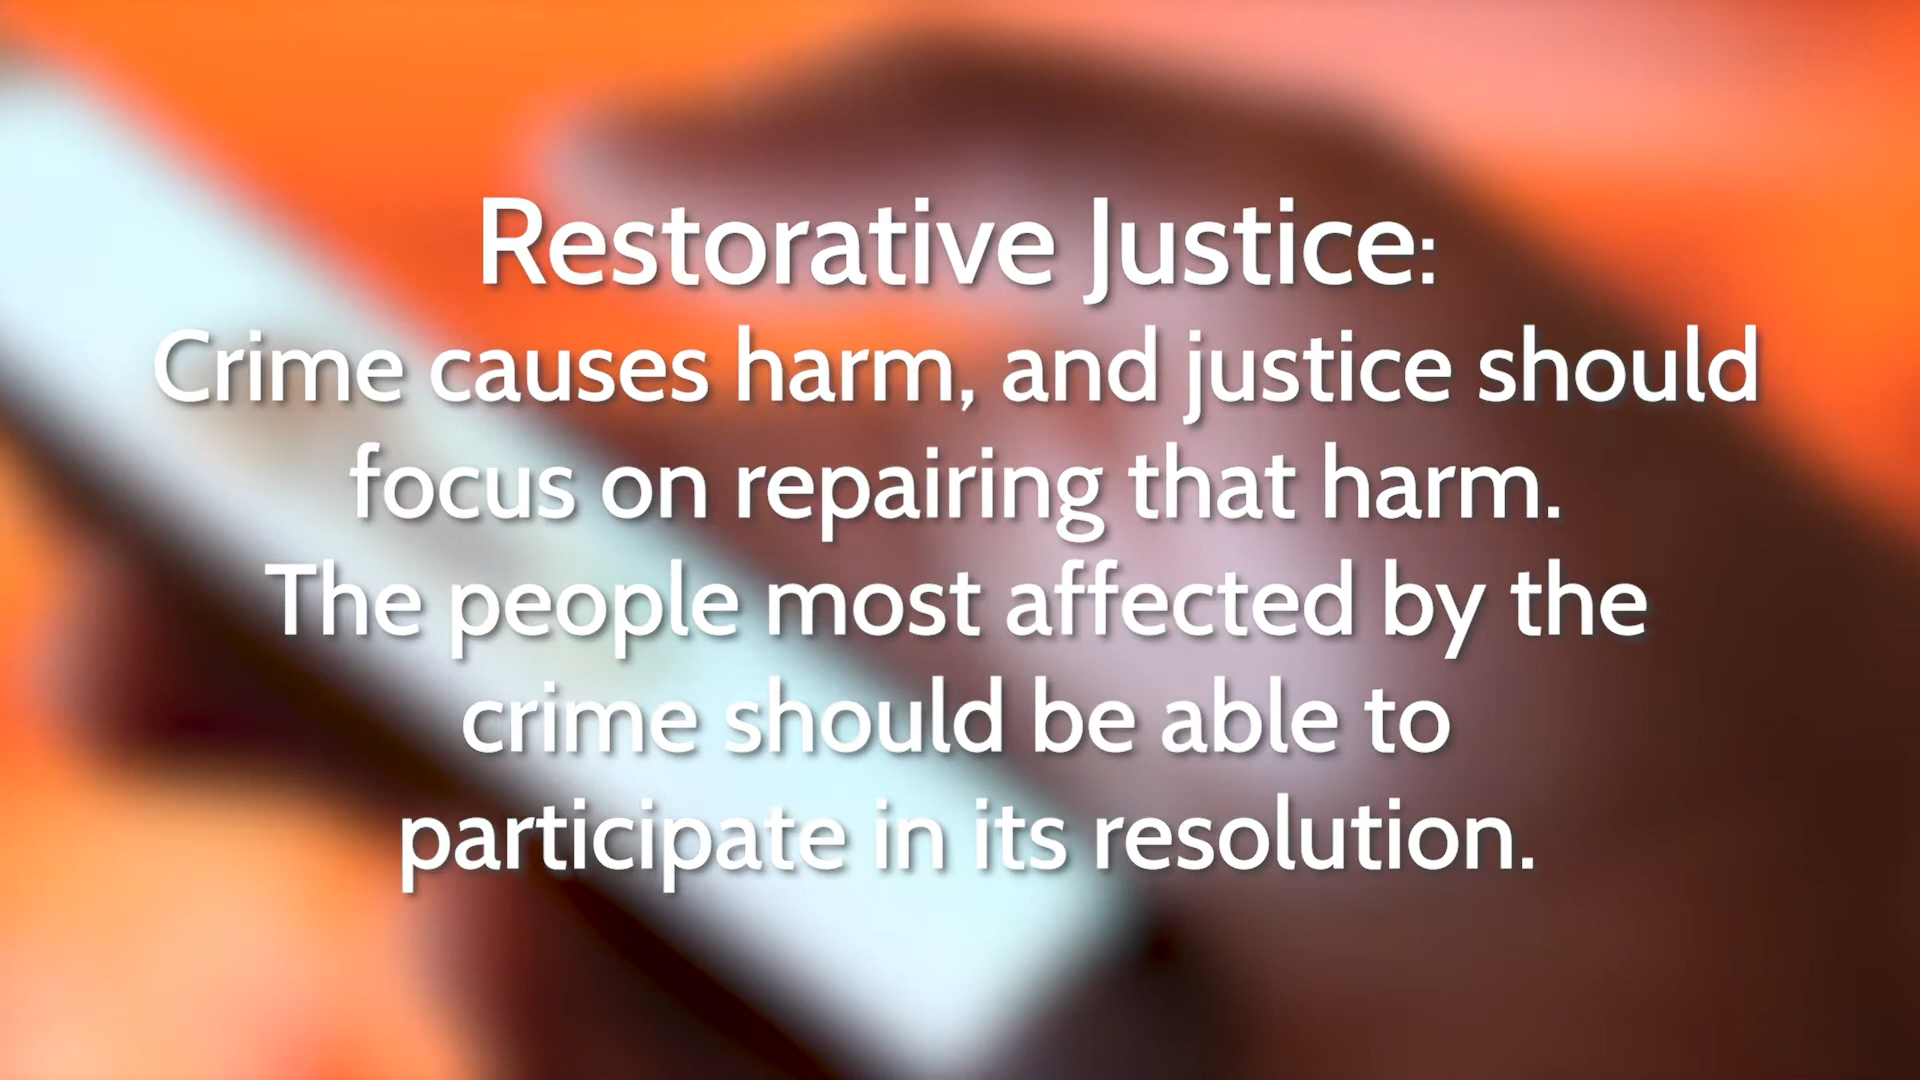 Restorative Justice:
Crime causes harm, and justice should
focus on repairing that harm.
The people most affected by the
crime should be able to
participate in its resolution.